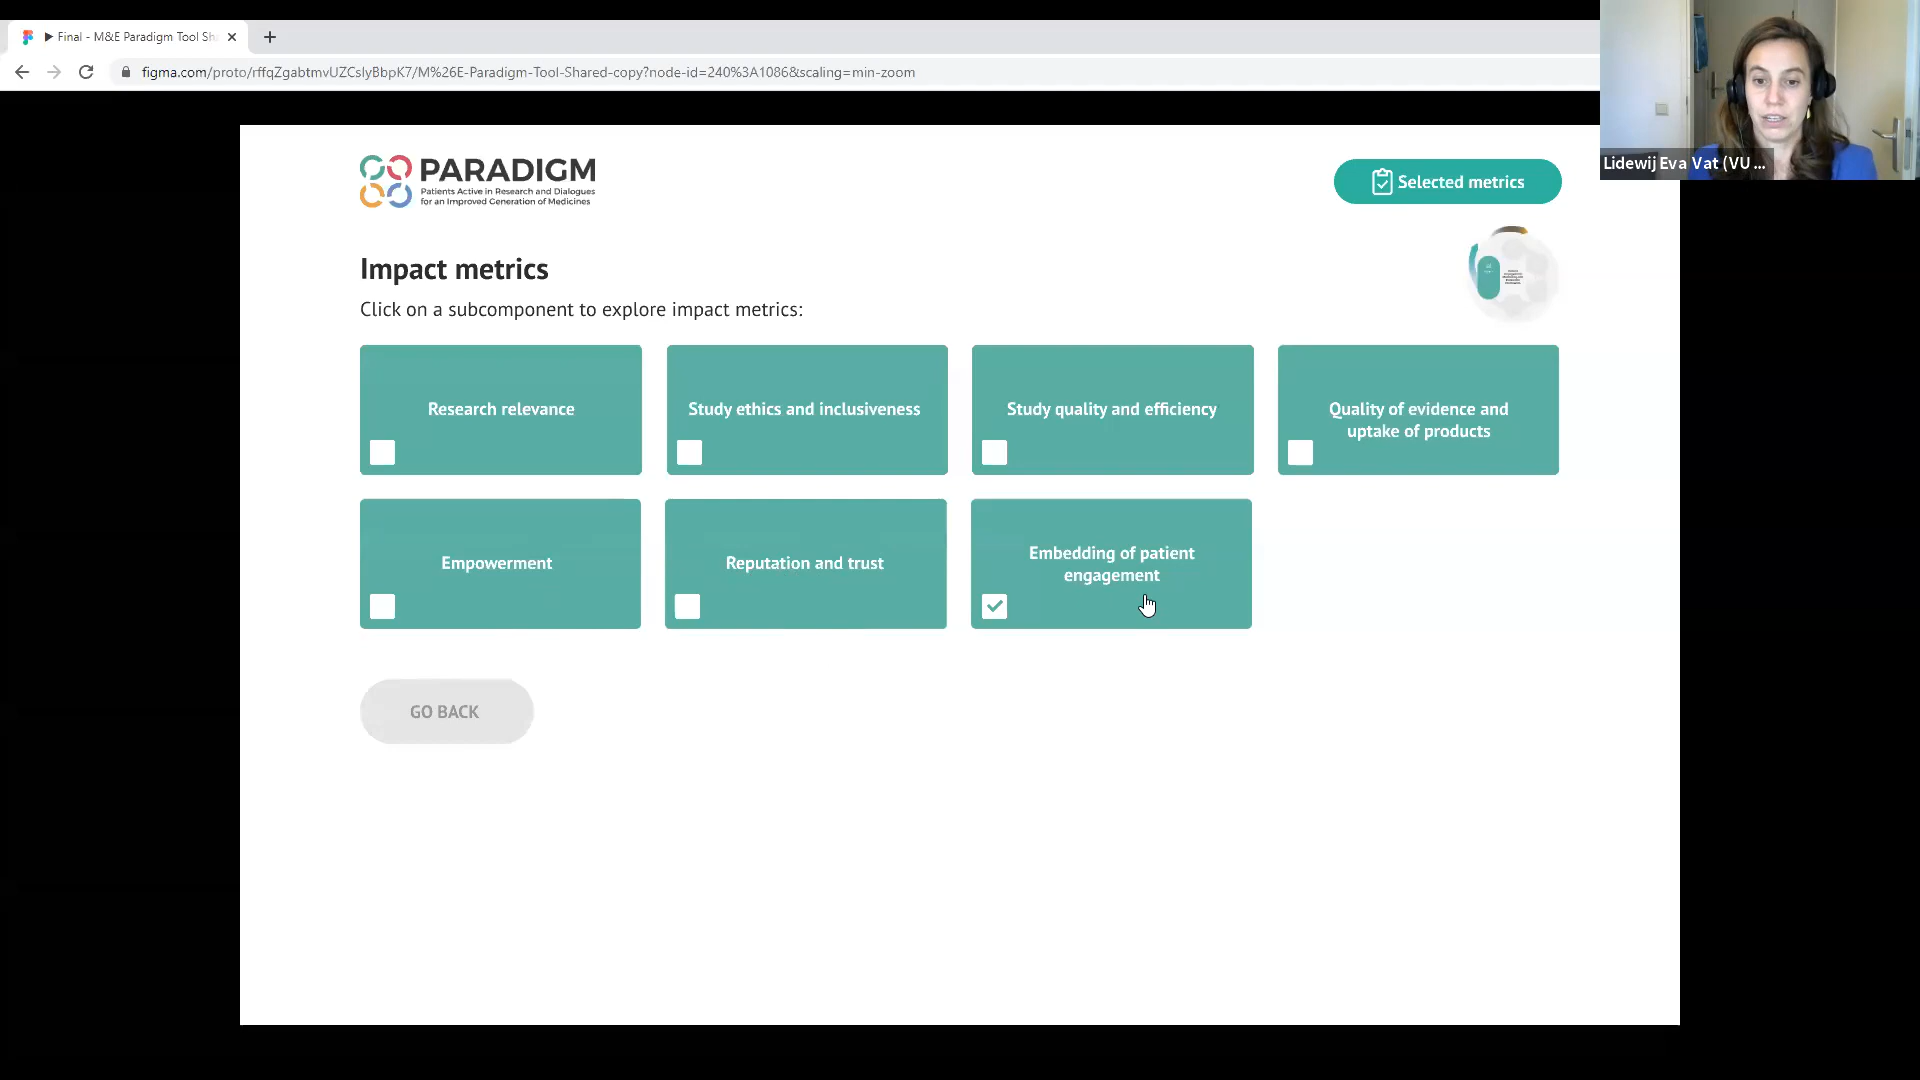 Final - M&E Paradigm Tool Sh
figma.com/proto/rffqZgabtmvUZCslyBbpK7/M%26E-Paradigm-Tool-Shared-copy?node-id=240%3A1086&scaling=min-zoom
Lidewij Eva Vat (VU ...
PARADIGM
Patients Active in Research and Dialogues
for an Improved Generation of Medicines
Selected metrics
Impact metrics
Click on a subcomponent to explore impact metrics:
Research relevance
Study ethics and inclusiveness
Study quality and efficiency
Quality of evidence and
uptake of products
Empowerment
Reputation and trust
Embedding of patient
engagement
GO BACK